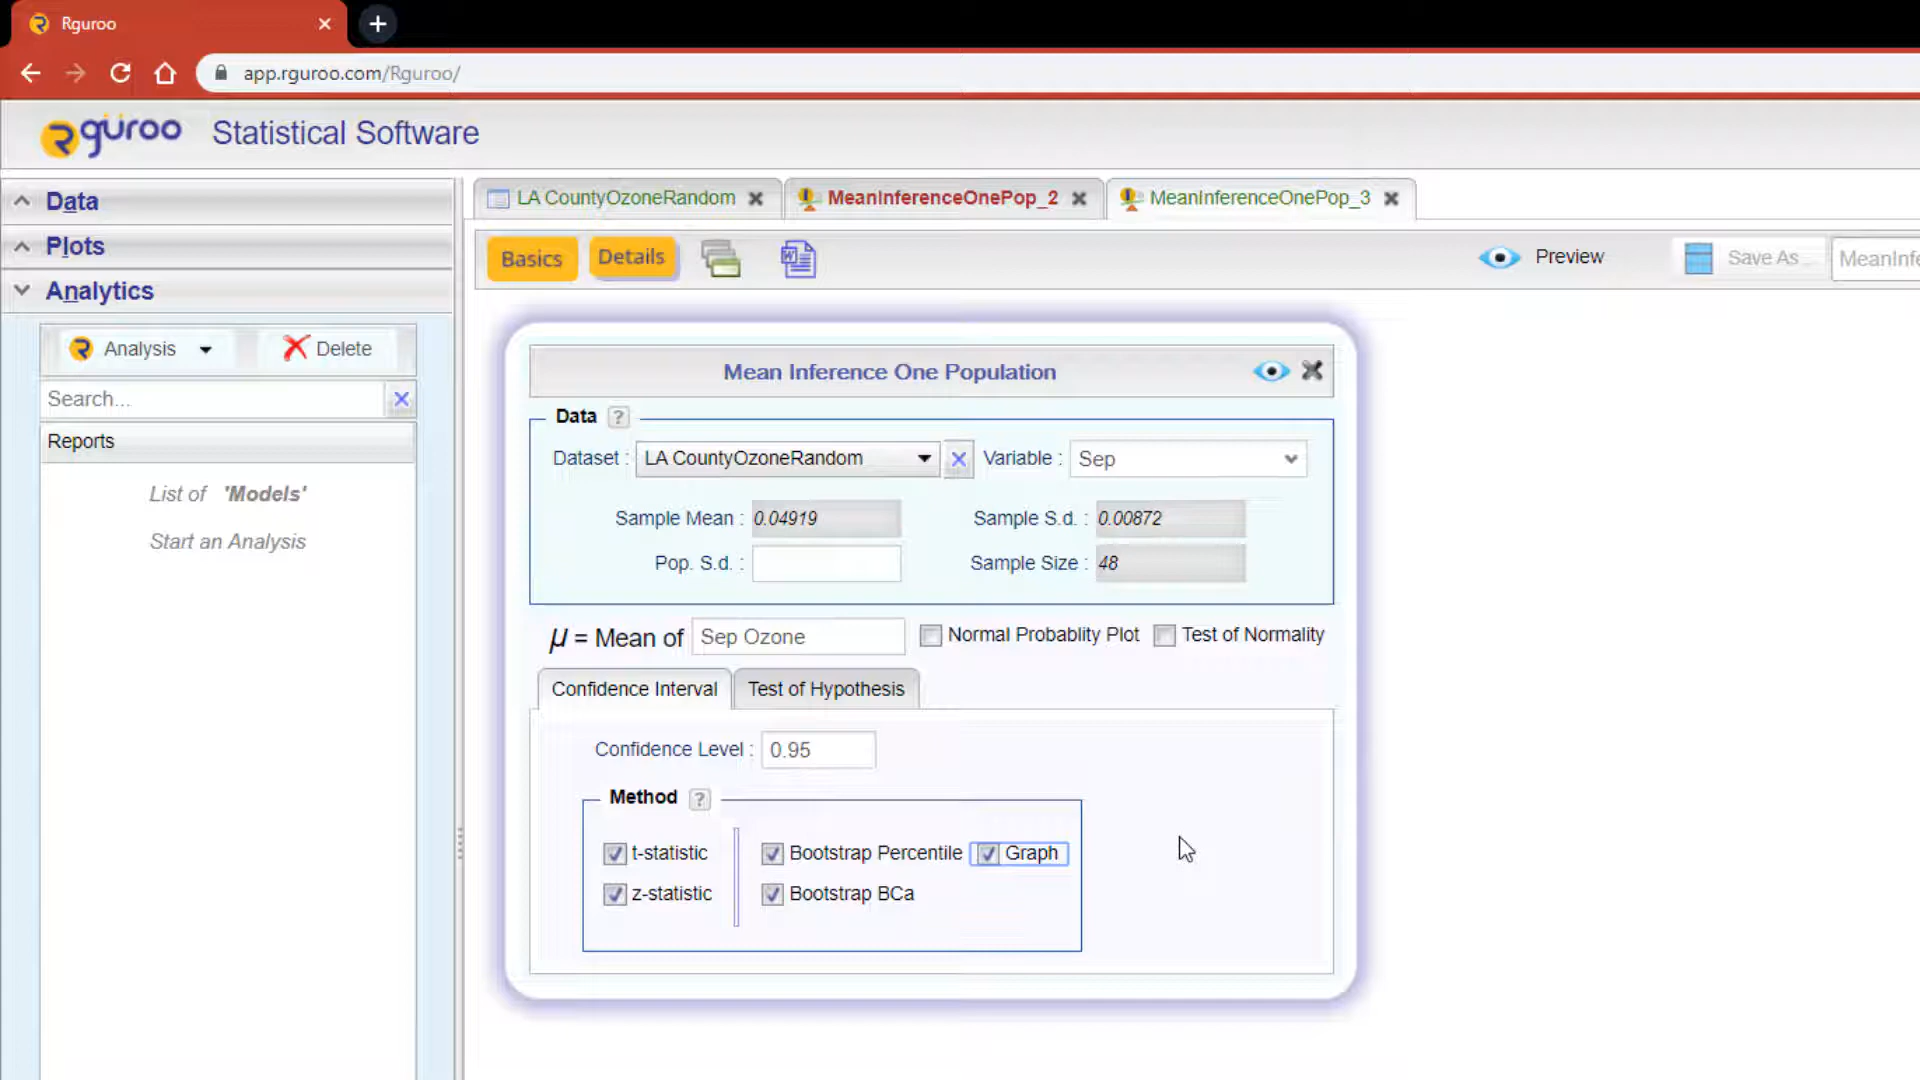 Rguroo
app.rguroo.com/Rguroo/
rguroo Statistical Software
Data
Plots
Analytics
Analysis
Delete
Search...
Reports
List of 'Models'
Start an Analysis
LA CountyOzoneRandom
MeanInferenceOnePop_2
MeanInferenceOnePop_3
Basics
Details
Preview
Save As ...
MeanInfe
Mean Inference One Population
Data ?
Dataset : LA CountyOzoneRandom Variable : Sep
Sample Mean : 0.04919 Sample S.d. : 0.00872
Pop. S.d. : Sample Size : 48
μ = Mean of Sep Ozone Normal Probablity Plot Test of Normality
Confidence Interval Test of Hypothesis
Confidence Level : 0.95
Method ?
t-statistic Bootstrap Percentile Graph
z-statistic Bootstrap BCa